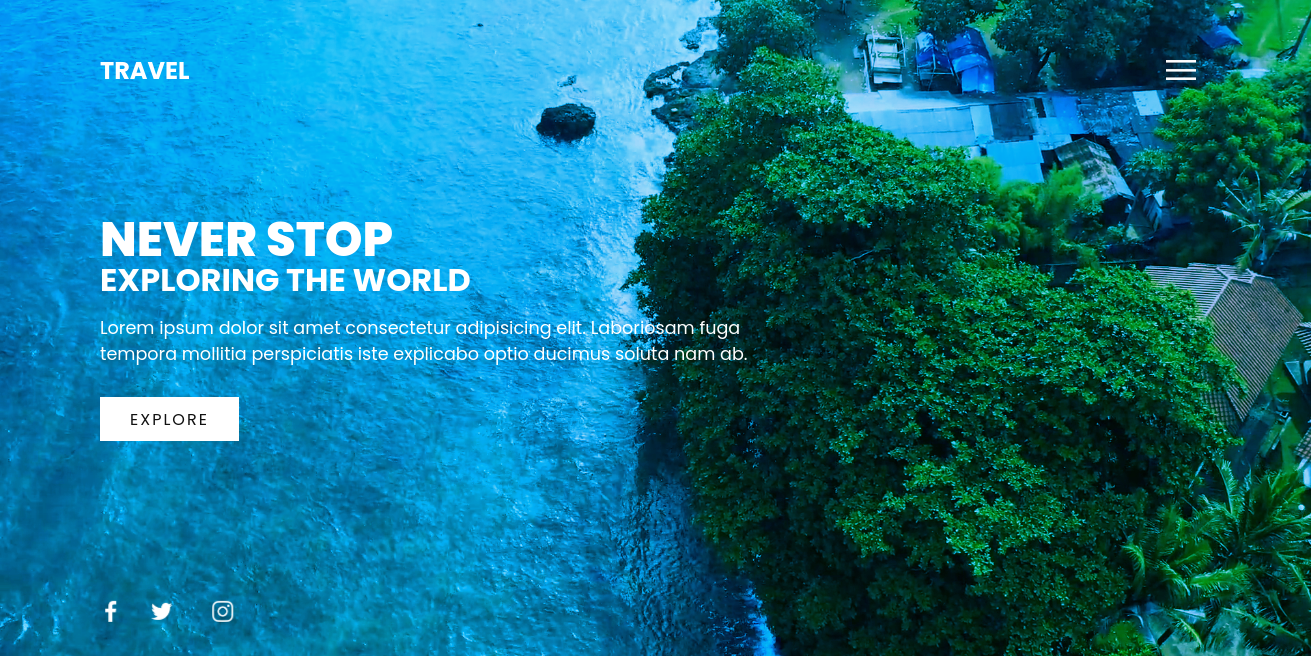 TRAVEL
NEVER STOP
EXPLORING THE WORLD
Lorem ipsum dolor sit amet consectetur adipisicing elit. Laboriosam fuga
tempora mollitia perspiciatis iste explicabo optio ducimus soluta nam ab.
EXPLORE